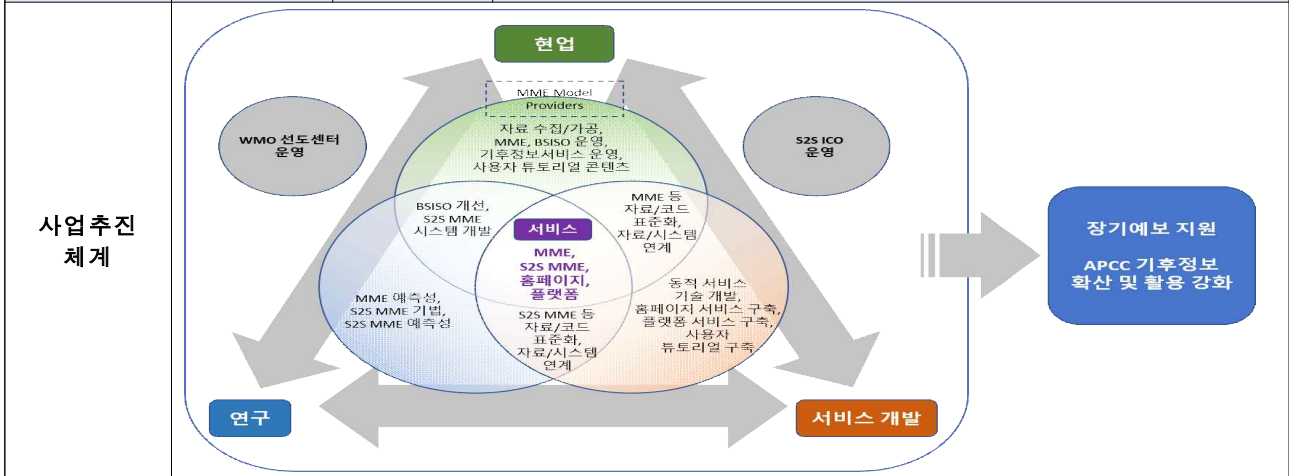 사업추진
체계
현업
MME Model
Providers
자료 수집/가공,
MME, BSISO 운영,
기후정보서비스 운영,
사용자 튜토리얼 콘텐츠
WMO 선도센터
운영
S2S ICO
운영
BSISO 개선,
S2S MME
시스템 개발
MME 등
자료/코드
표준화,
자료/시스템
연계
서비스
MME,
S2S MME,
홈페이지,
플랫폼
MME 예측성,
S2S MME 기법,
S2S MME 예측성
S2S MME 등
자료/코드
표준화,
자료/시스템
연계
동적 서비스
기술 개발,
홈페이지 서비스 구축,
플랫폼 서비스 구축,
사용자
튜토리얼 구축
연구
서비스 개발
장기예보 지원
APCC 기후정보
확산 및 활용 강화